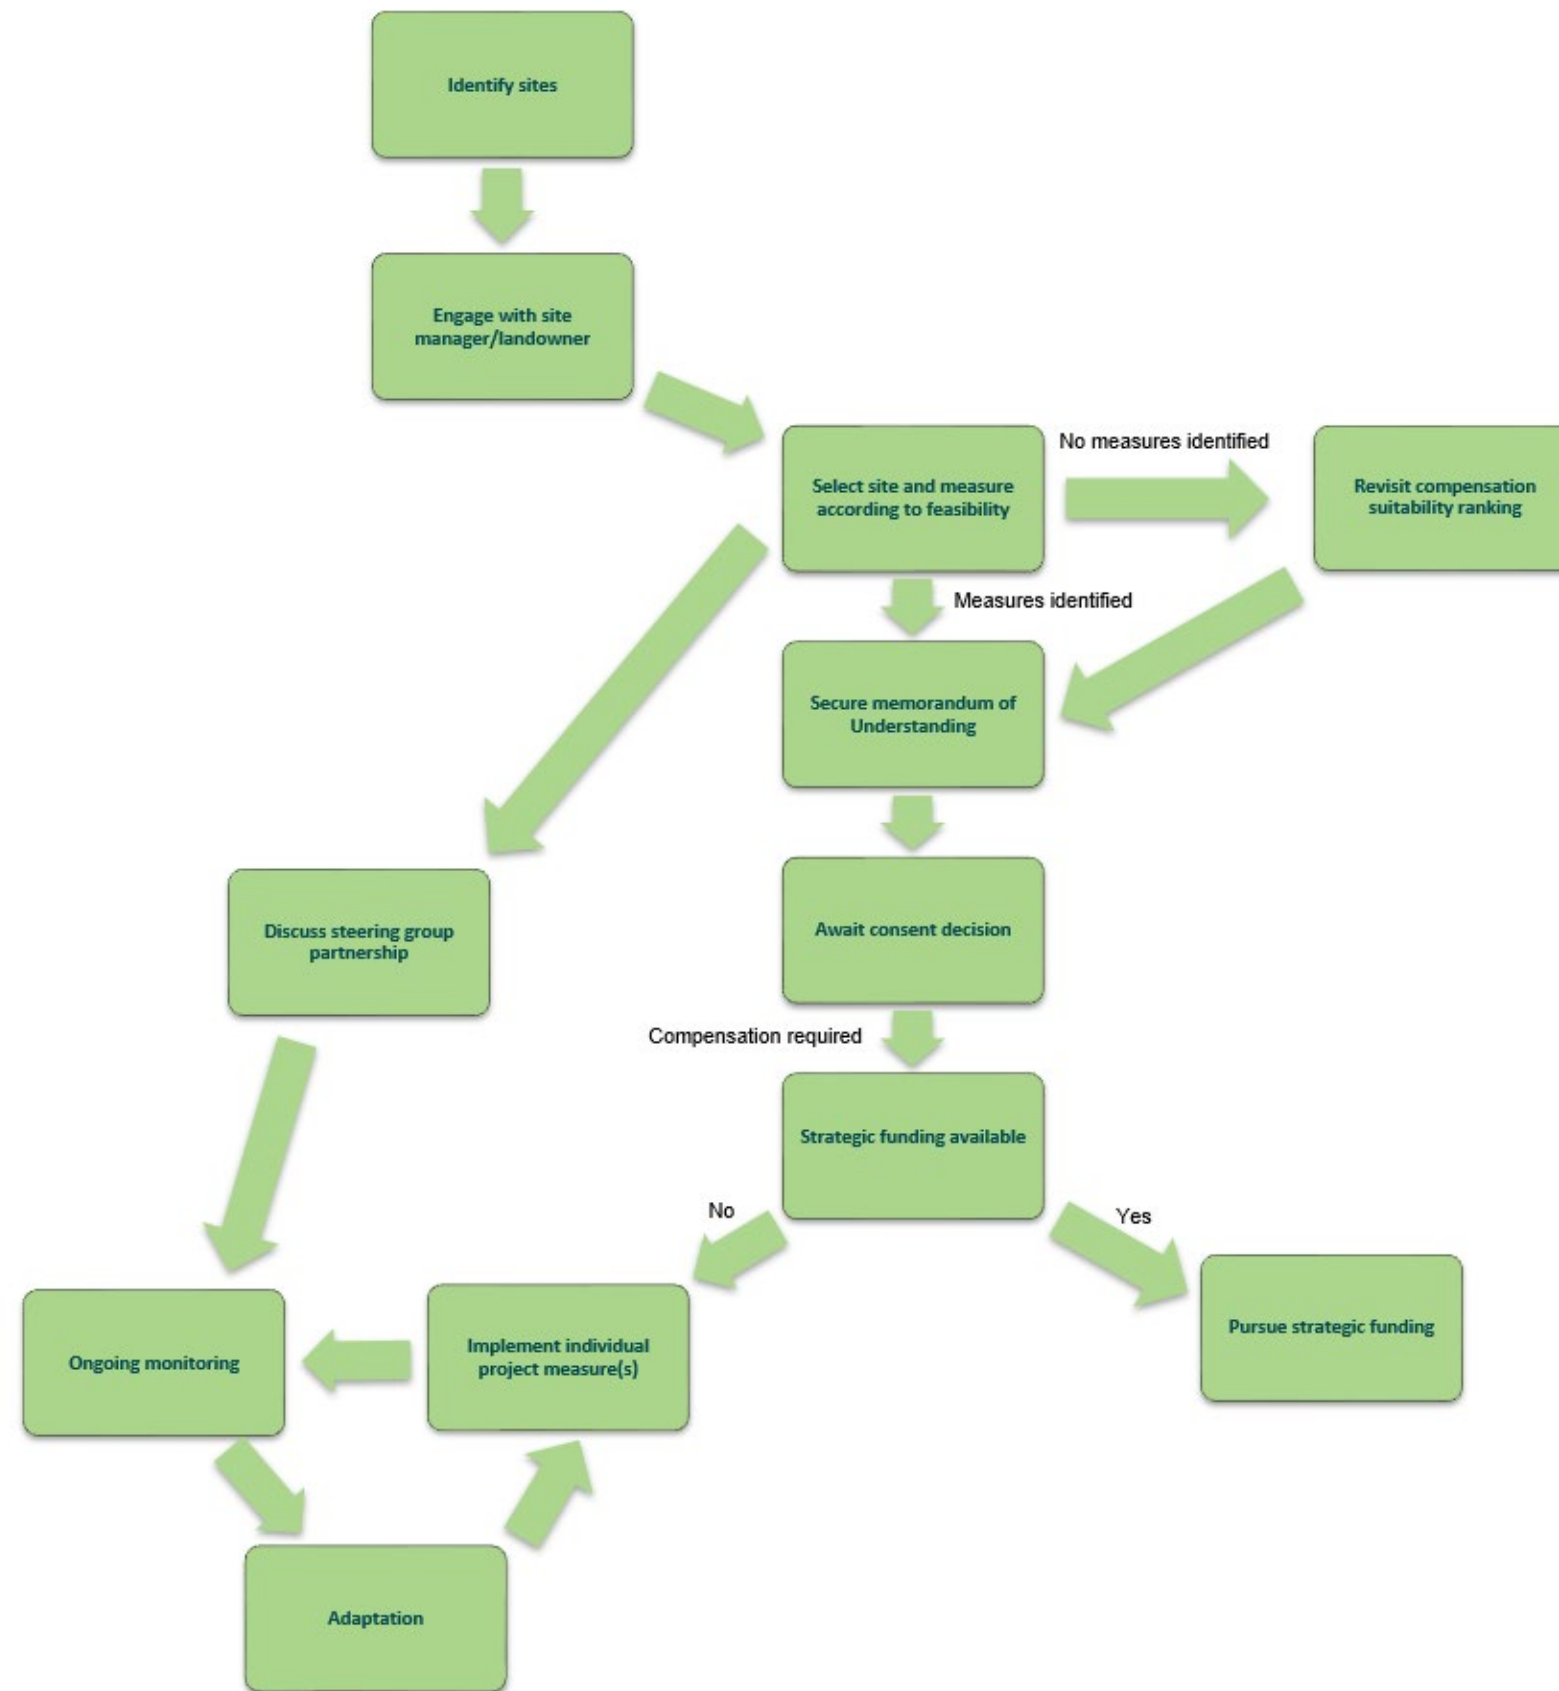 Identify sites
Engage with site
manager/landowner
No measures identified
Select site and measure
according to feasibility
Revisit compensation
suitability ranking
Measures identified
Secure memorandum of
Understanding
Discuss steering group
partnership
Await consent decision
Compensation required
Strategic funding available
No
Yes
Pursue strategic funding
Ongoing monitoring
Implement individual
project measure(s)
Adaptation